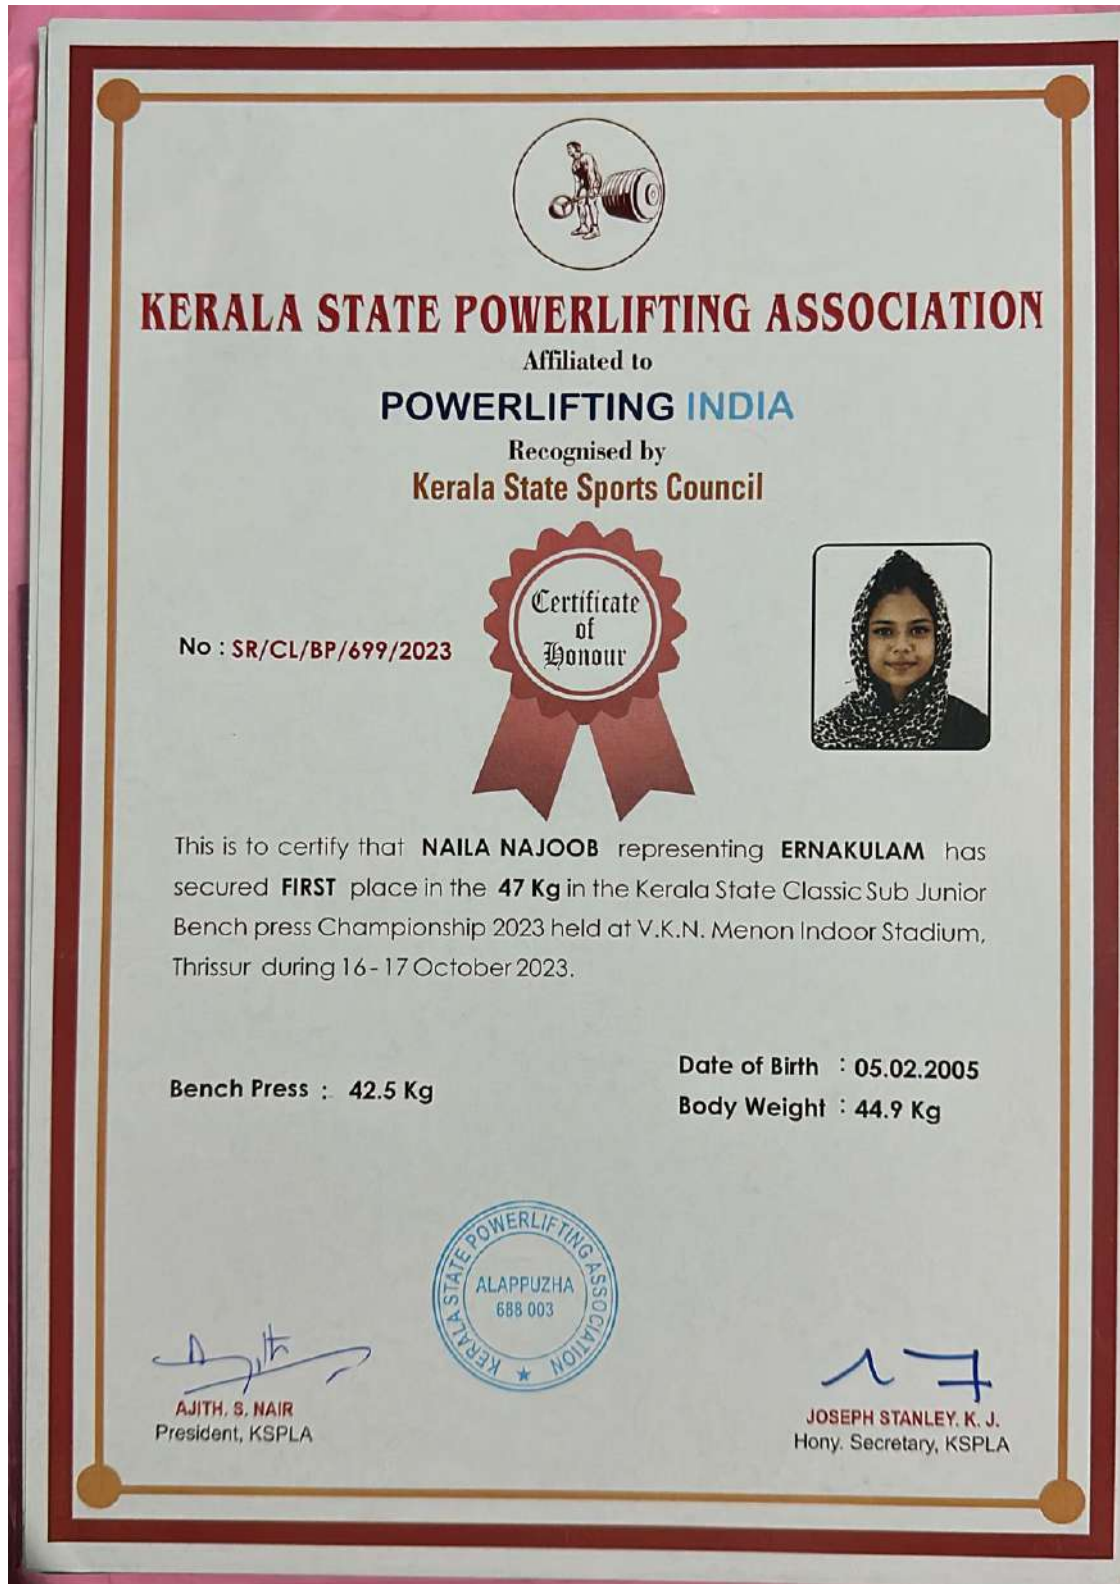 KERALA STATE POWERLIFTING ASSOCIATION
Affiliated to
POWERLIFTING INDIA
Recognised by
Kerala State Sports Council
Certificate
of
Honour
No : SR/CL/BP/699/2023
This is to certify that NAILA NAJOOB representing ERNAKULAM has
secured FIRST place in the 47 Kg in the Kerala State Classic Sub Junior
Bench press Championship 2023 held at V.K.N. Menon Indoor Stadium,
Thrissur during 16-17 October 2023.
Bench Press : 42.5 Kg
Date of Birth : 05.02.2005
Body Weight : 44.9 Kg
KERALA STATE POWERLIFTING ASSOCIATION
ALAPPUZHA
688 003
Ajith
AJITH. S. NAIR
President, KSPLA
JOSEPH STANLEY. K. J.
Hony. Secretary, KSPLA